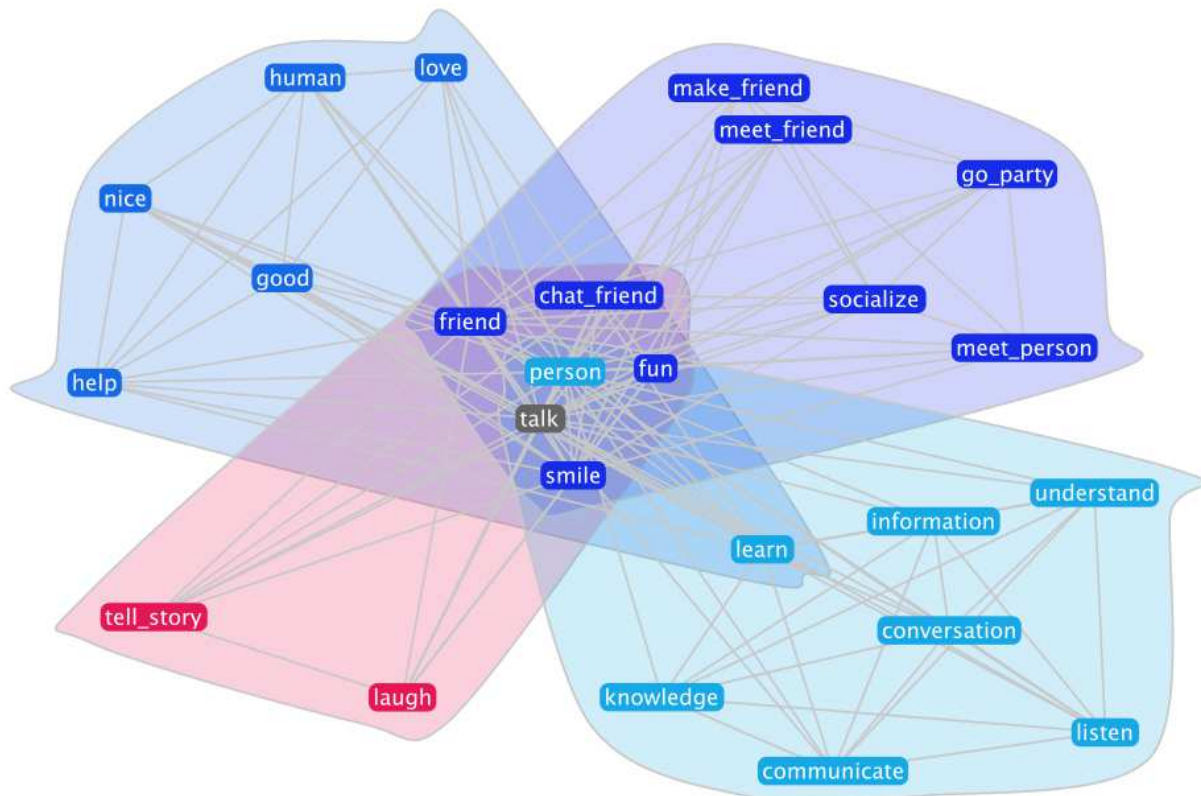 love
human
make_friend
meet_friend
go_party
nice
good
chat_friend
socialize
friend
meet_person
fun
person
help
talk
smile
understand
information
learn
tell_story
conversation
laugh
knowledge
listen
communicate